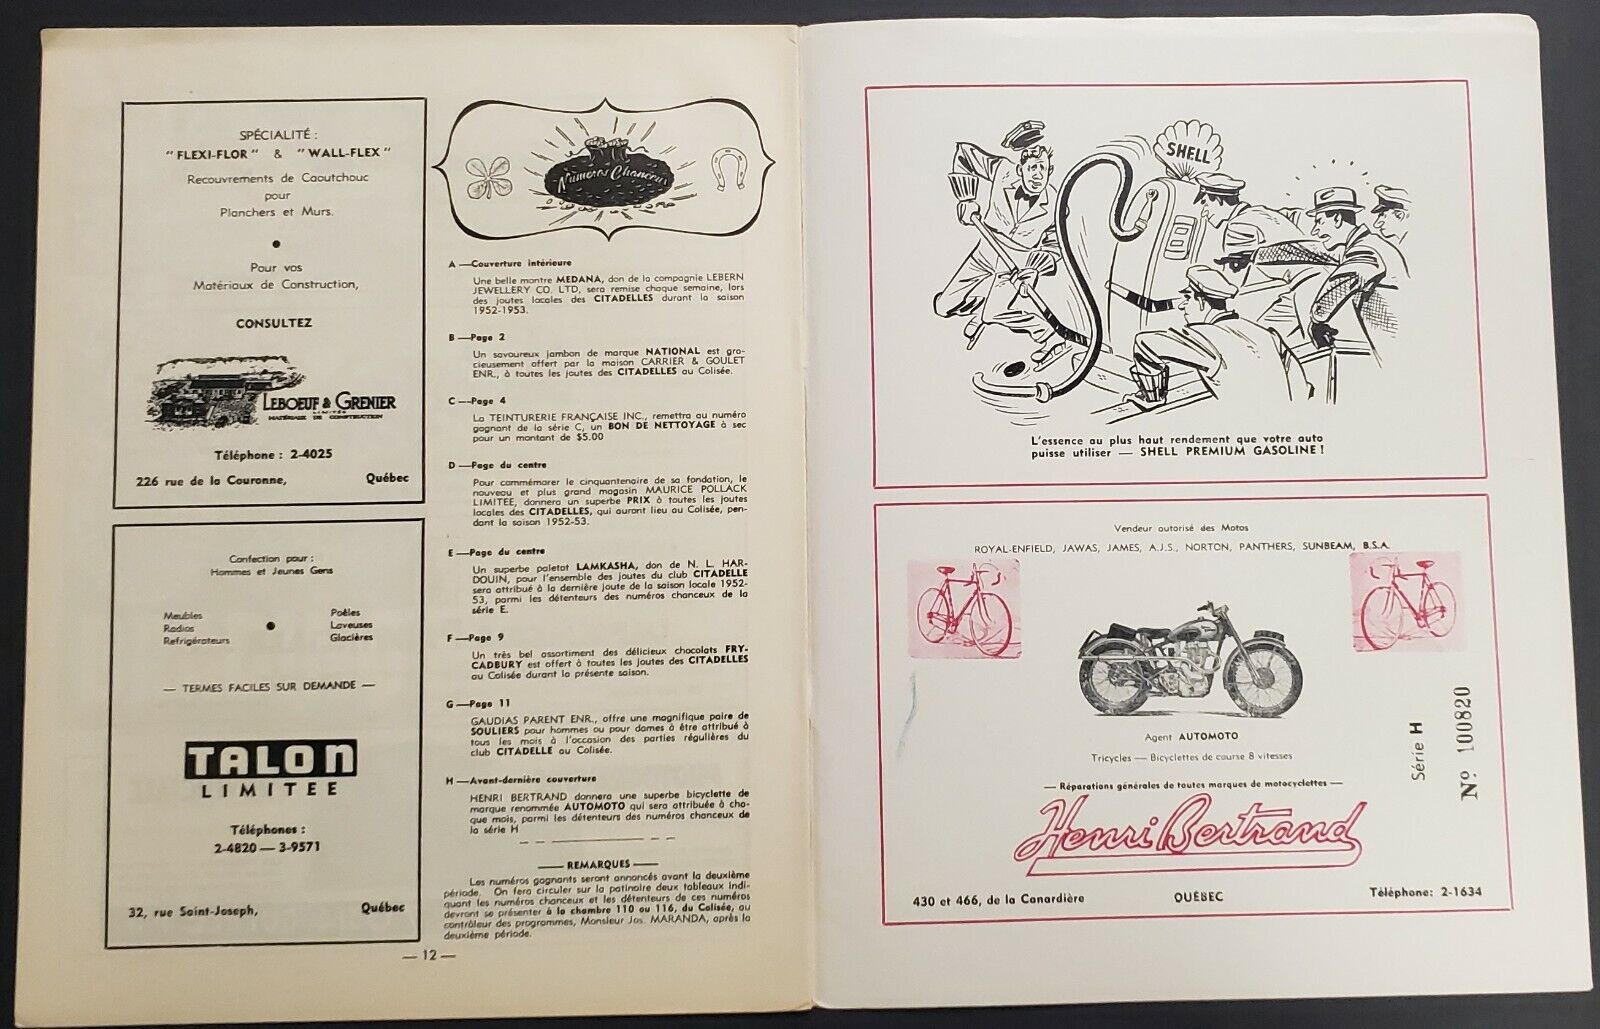 SPÉCIALITÉ :
" FLEXI-FLOR " & " WALL-FLEX "
Recouvrements de Caoutchouc
pour
Planchers et Murs.
Pour vos
Matériaux de Construction,
CONSULTEZ
LEBOEUF & GRENIER
LIMITÉE
MATÉRIAUX DE CONSTRUCTION
Téléphone : 2-4025
226 rue de la Couronne, Québec
Confection pour :
Hommes et Jeunes Gens
Meubles
Radios
Refrigérateurs
Poêles
Laveuses
Glacières
— TERMES FACILES SUR DEMANDE —
TALON
LIMITEE
Téléphones :
2-4820 — 3-9571
32, rue Saint-Joseph, Québec
Numéros Chanceux
A —Couverture intérieure
Une belle montre MEDANA, don de la compagnie LEBERN
JEWELLERY CO. LTD, sera remise chaque semaine, lors
des joutes locales des CITADELLES durant la saison
1952-1953.
B —Page 2
Un savoureux jambon de marque NATIONAL est gra-
cieusement offert par la maison CARRIER & GOULET
ENR., à toutes les joutes des CITADELLES au Colisée.
C —Page 4
La TEINTURERIE FRANÇAISE INC., remettra au numéro
gagnant de la série C, un BON DE NETTOYAGE à sec
pour un montant de $5.00
D —Page du centre
Pour commémorer le cinquantenaire de sa fondation, le
nouveau et plus grand magasin MAURICE POLLACK
LIMITEE, donnera un superbe PRIX à toutes les joutes
locales des CITADELLES, qui auront lieu au Colisée, pen-
dant la saison 1952-53.
E —Page du centre
Un superbe paletot LAMKASHA, don de N. L. HAR-
DOUIN, pour l'ensemble des joutes du club CITADELLE
sera attribué à la dernière joute de la saison locale 1952-
53, parmi les détenteurs des numéros chanceux de la
série E.
F —Page 9
Un très bel assortiment des délicieux chocolats FRY-
CADBURY est offert à toutes les joutes des CITADELLES
au Colisée durant la présente saison.
G —Page 11
GAUDIAS PARENT ENR., offre une magnifique paire de
SOULIERS pour hommes ou pour dames à être attribué à
tous les mois à l'occasion des parties régulières du
club CITADELLE au Colisée.
H —Avant-dernière couverture
HENRI BERTRAND donnera une superbe bicyclette de
marque renommée AUTOMOTO qui sera attribuée à cha-
que mois, parmi les détenteurs des numéros chanceux de
la série H
— REMARQUES —
Les numéros gagnants seront annoncés avant la deuxième
période. On fera circuler sur la patinoire deux tableaux indi-
quant les numéros chanceux et les détenteurs de ces numéros
devront se présenter à la chambre 110 ou 116, du Colisée, au
contrôleur des programmes, Monsieur Jos. MARANDA, après la
deuxième période.
— 12 —
SHELL
L'essence au plus haut rendement que votre auto
puisse utiliser — SHELL PREMIUM GASOLINE !
Vendeur autorisé des Motos
ROYAL-ENFIELD, JAWAS, JAMES, A.J.S., NORTON, PANTHERS, SUNBEAM, B.S.A.
Agent AUTOMOTO
Tricycles — Bicyclettes de course 8 vitesses
— Réparations générales de toutes marques de motocyclettes —
Henri Bertrand
430 et 466, de la Canardière QUÉBEC Téléphone: 2-1634
Série H
Nº 100820